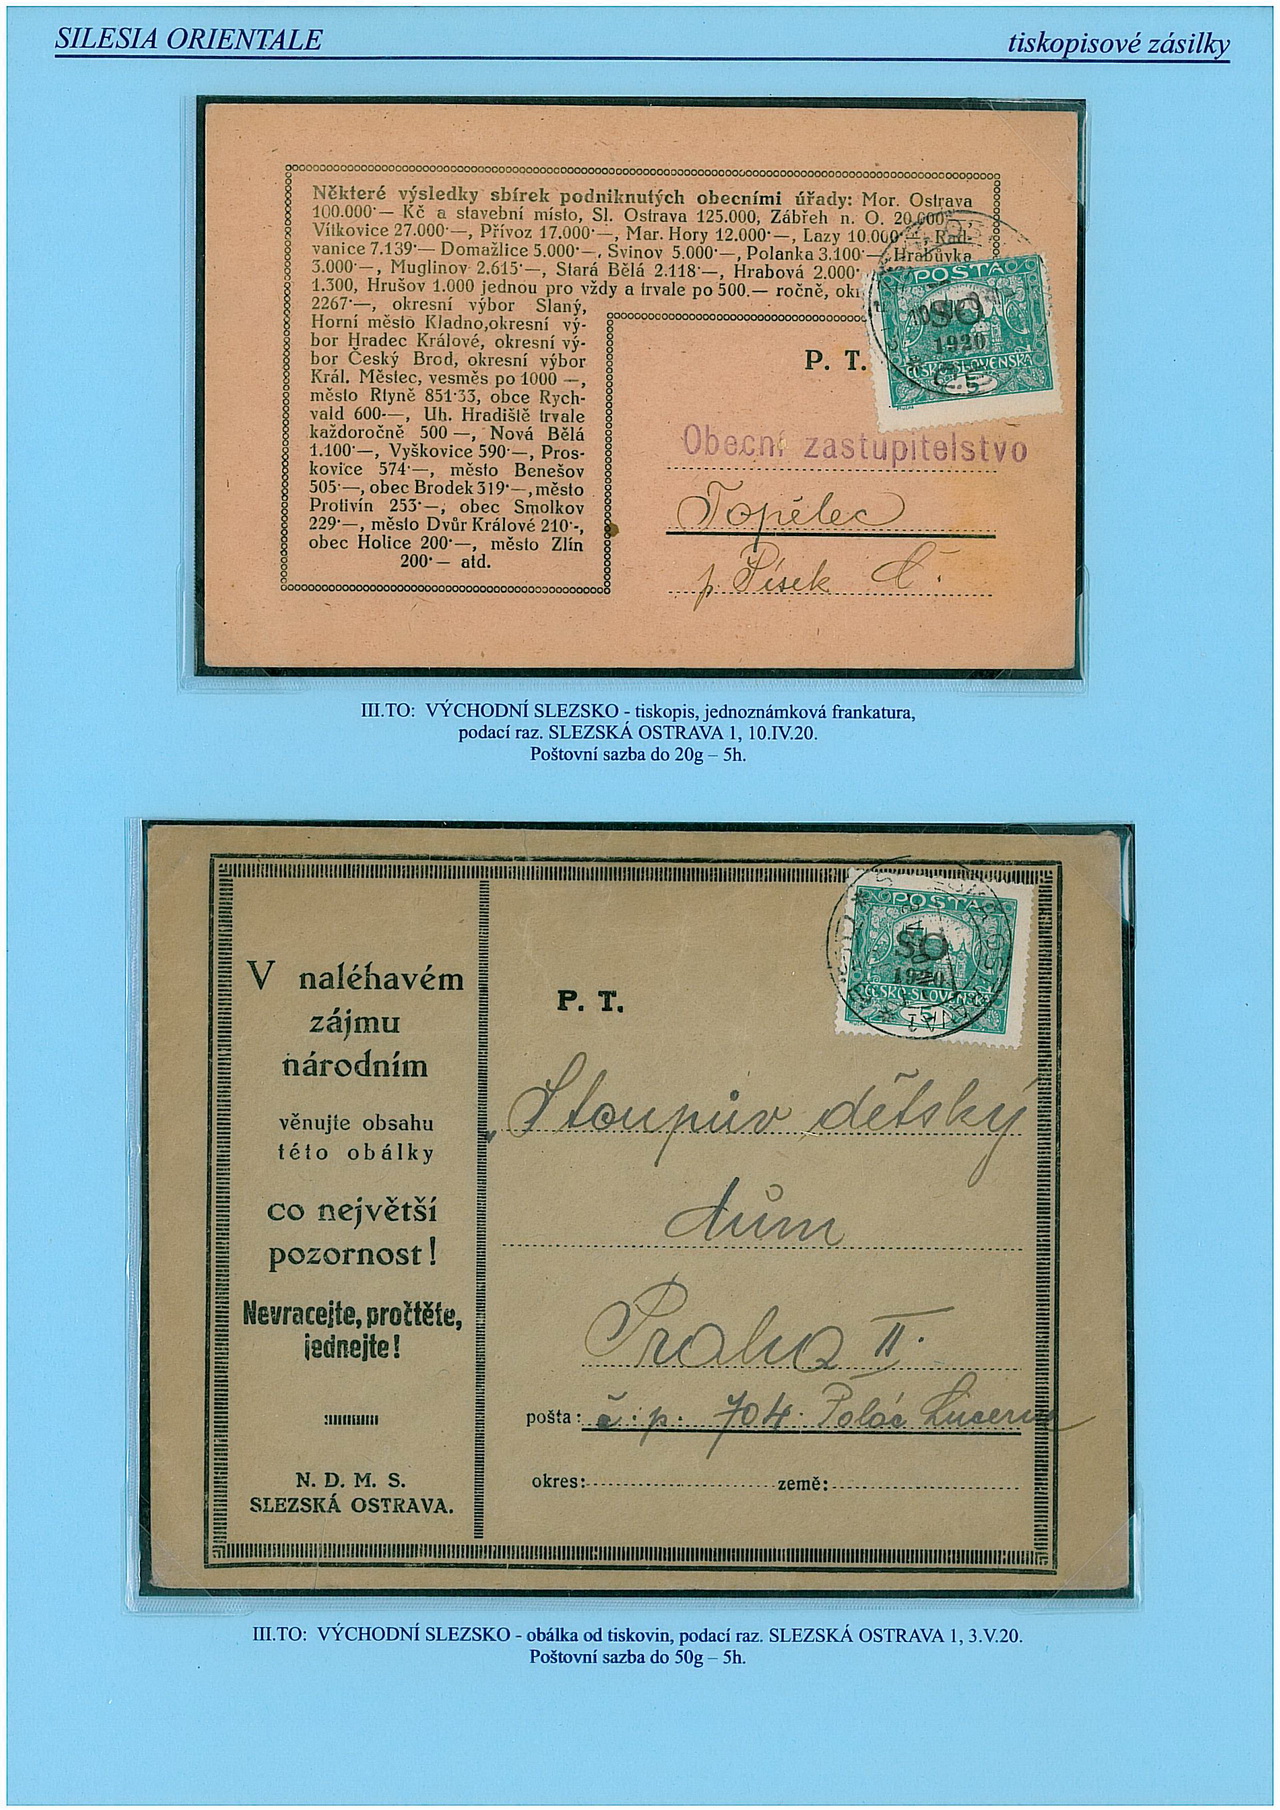 SILESIA ORIENTALE
tiskopisové zásilky
Některé výsledky sbírek podniknutých obecními úřady: Mor. Ostrava
100.000·— Kč a stavební místo, Sl. Ostrava 125.000, Zábřeh n. O. 20.000
Vítkovice 27.000·—, Přívoz 17.000·—, Mar. Hory 12.000·—, Lazy 10.000·—, Rad-
vanice 7.139·— Domažlice 5.000·—, Svinov 5.000·—, Polanka 3.100·— Hrabůvka
3.000·—, Muglinov 2.615·—, Stará Bělá 2.118·—, Hrabová 2.000·
1.300, Hrušov 1.000 jednou pro vždy a trvale po 500.— ročně,
2267·—, okresní výbor Slaný,
Horní město Kladno,okresní vý-
bor Hradec Králové, okresní vý-
bor Český Brod, okresní výbor
Král. Městec, vesměs po 1000 —,
město Rtyně 851·33, obce Rych-
vald 600·—, Uh. Hradiště trvale
každoročně 500 —, Nová Bělá
1.100·—, Vyškovice 590·—, Pros-
kovice 574·—, město Benešov
505·—, obec Brodek 319·—, město
Protivín 253·—, obec Smolkov
229·—, město Dvůr Králové 210·-,
obec Holice 200·—, město Zlín
200·— atd.
POSTA
SO
1920
ČESKO-SLOVENSKÁ
5
P. T.
Obecní zastupitelstvo
Topělec
p. Písek Č.
III.TO: VÝCHODNÍ SLEZSKO - tiskopis, jednoznámková frankatura,
podací raz. SLEZSKÁ OSTRAVA 1, 10.IV.20.
Poštovní sazba do 20g – 5h.
V naléhavém
zájmu
národním
věnujte obsahu
této obálky
co největší
pozornost!
Nevracejte, pročtěte,
jednejte!
N. D. M. S.
SLEZSKÁ OSTRAVA.
POSTA
SO
1920
ČESKO-SLOVENSKÁ
5
P. T.
„Stoupův dětský
dům
Praha II.
pošta: č. p. 704. Palác Lucerna
okres: země:
III.TO: VÝCHODNÍ SLEZSKO - obálka od tiskovin, podací raz. SLEZSKÁ OSTRAVA 1, 3.V.20.
Poštovní sazba do 50g – 5h.